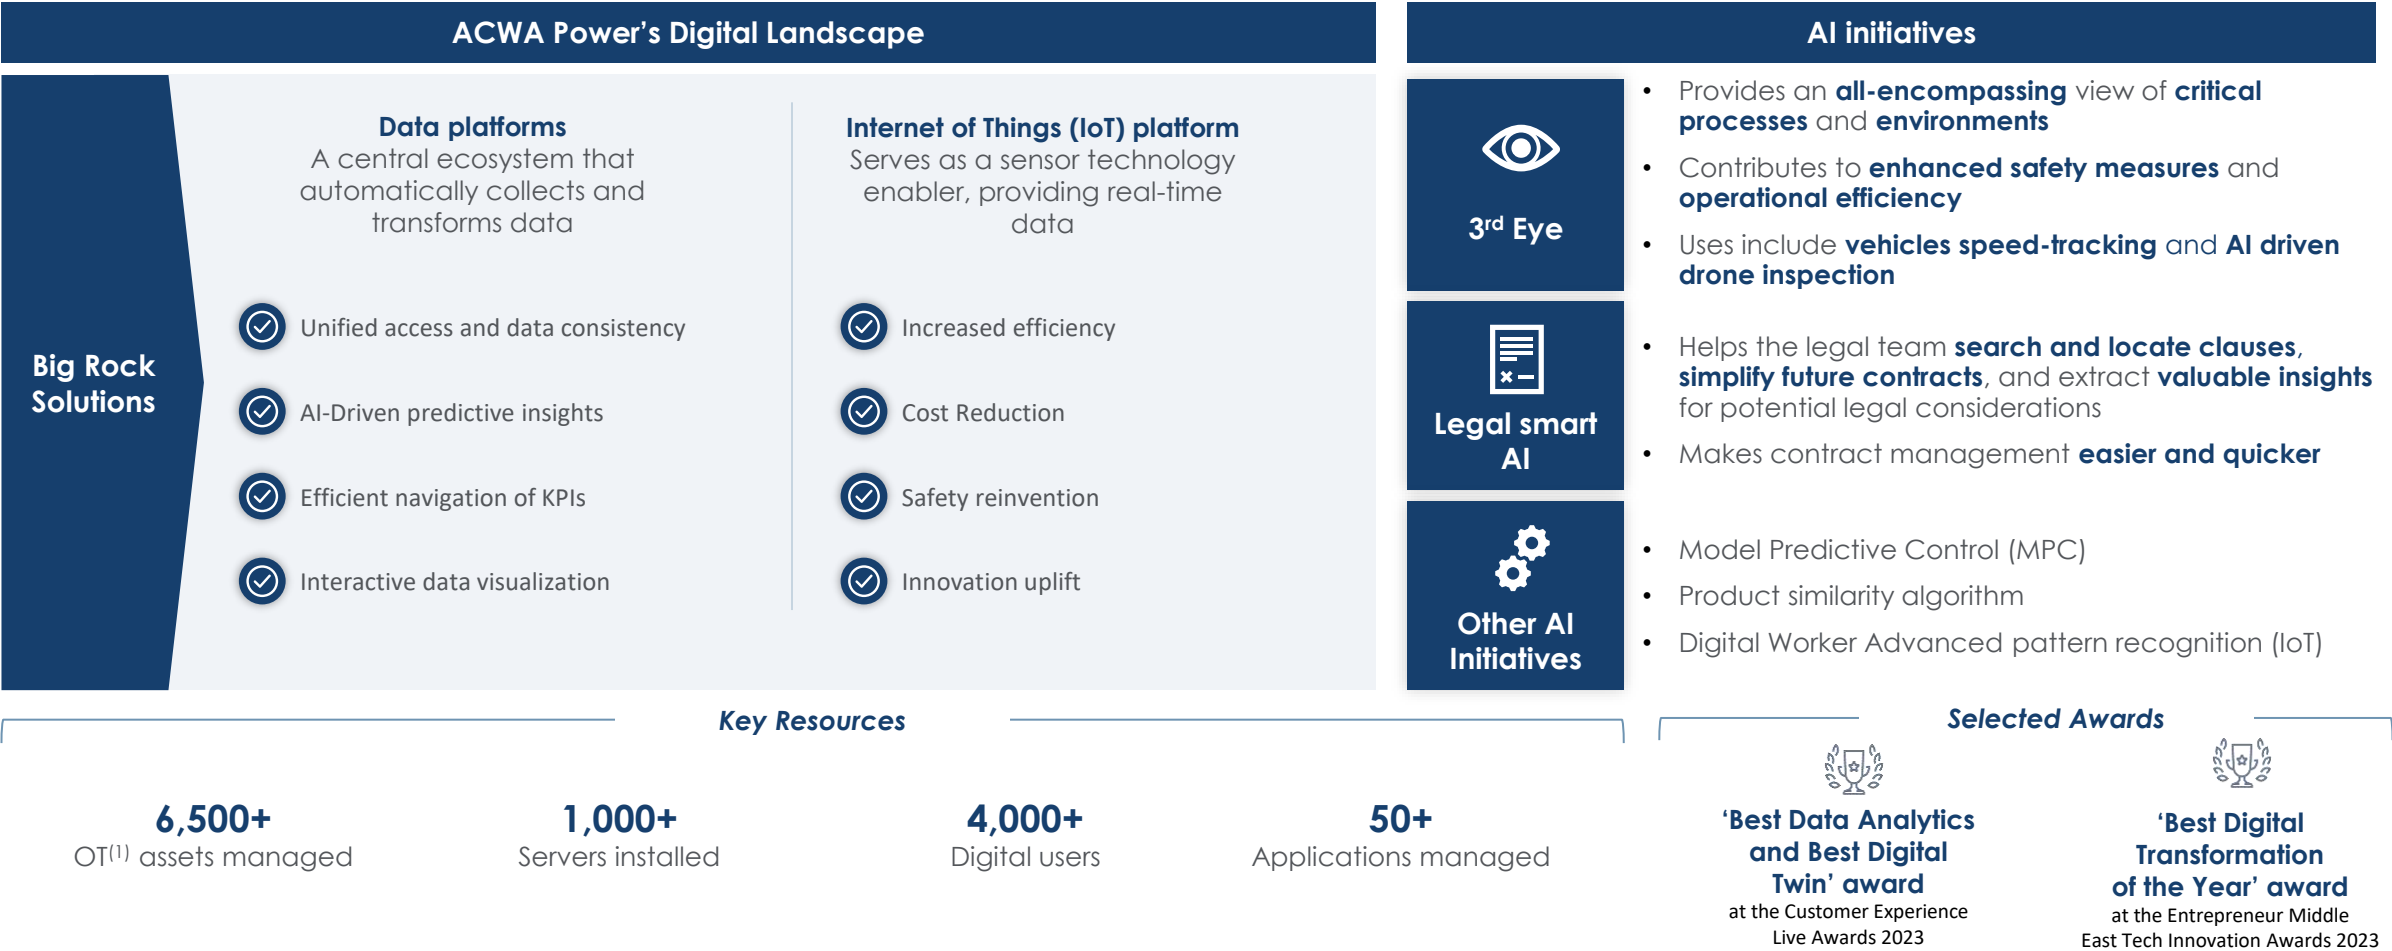 ACWA Power's Digital Landscape
Big Rock
Solutions
Data platforms
A central ecosystem that
automatically collects and
transforms data
Unified access and data consistency
AI-Driven predictive insights
Efficient navigation of KPIs
Interactive data visualization
Internet of Things (IoT) platform
Serves as a sensor technology
enabler, providing real-time
data
Increased efficiency
Cost Reduction
Safety reinvention
Innovation uplift
AI initiatives
3rd Eye
• Provides an all-encompassing view of critical
processes and environments
• Contributes to enhanced safety measures and
operational efficiency
• Uses include vehicles speed-tracking and AI driven
drone inspection
Legal smart
AI
• Helps the legal team search and locate clauses,
simplify future contracts, and extract valuable insights
for potential legal considerations
• Makes contract management easier and quicker
Other AI
Initiatives
• Model Predictive Control (MPC)
• Product similarity algorithm
• Digital Worker Advanced pattern recognition (IoT)
Key Resources
6,500+
OT(1) assets managed
1,000+
Servers installed
4,000+
Digital users
50+
Applications managed
Selected Awards
'Best Data Analytics
and Best Digital
Twin' award
at the Customer Experience
Live Awards 2023
'Best Digital
Transformation
of the Year' award
at the Entrepreneur Middle
East Tech Innovation Awards 2023